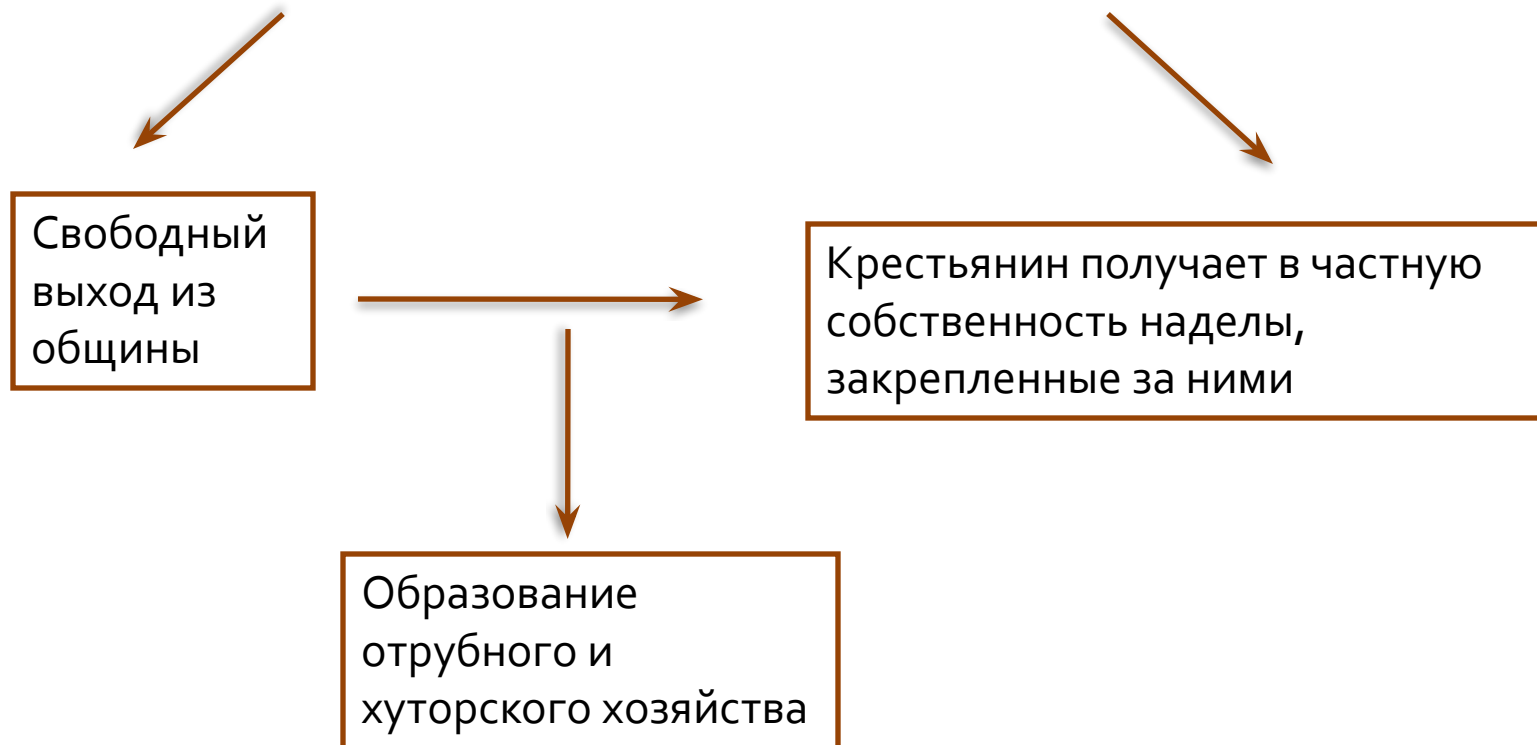 Свободный
выход из
общины
Крестьянин получает в частную
собственность наделы,
закрепленные за ними
Образование
отрубного и
хуторского хозяйства